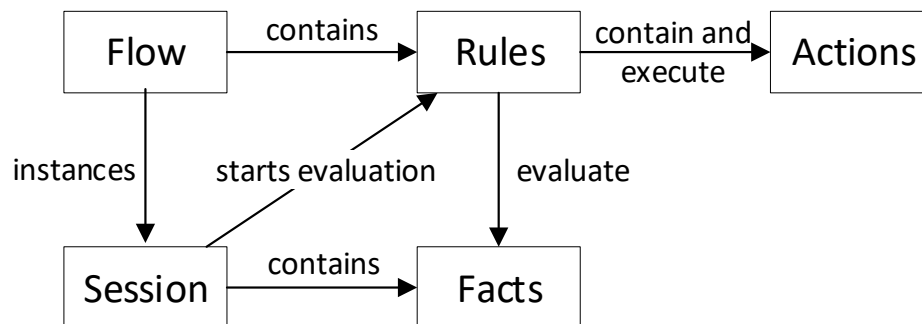 Flow
contains
Rules
contain and
execute
Actions
instances
starts evaluation
evaluate
Session
contains
Facts